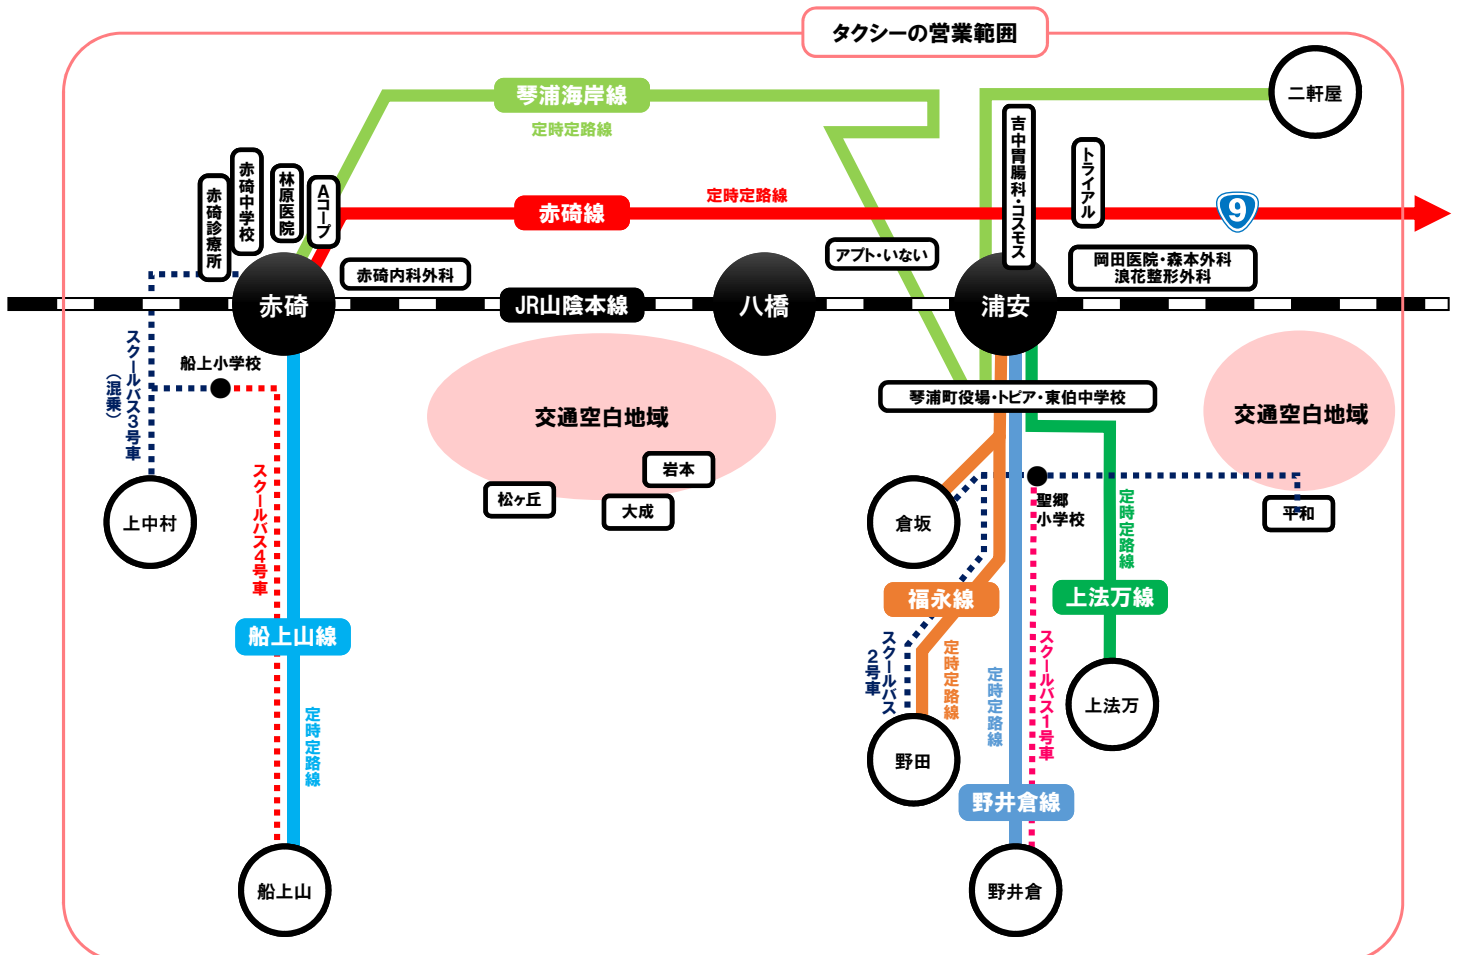 タクシーの営業範囲
二軒屋
琴浦海岸線
定時定路線
吉中胃腸科・コスモス
トライアル
赤碕診療所
赤碕中学校
林原医院
Aコープ
定時定路線
赤碕線
9
アプト・いない
岡田医院・森本外科
浪花整形外科
赤碕内科外科
赤碕
JR山陰本線
八橋
浦安
スクールバス3号車
（混乗）
船上小学校
琴浦町役場・トピア・東伯中学校
交通空白地域
交通空白地域
岩本
松ヶ丘
大成
スクールバス4号車
上中村
倉坂
聖郷
小学校
定時定路線
平和
福永線
上法万線
船上山線
スクールバス
2号車
定時定路線
定時定路線
スクールバス1号車
上法万
定時定路線
野田
野井倉線
船上山
野井倉